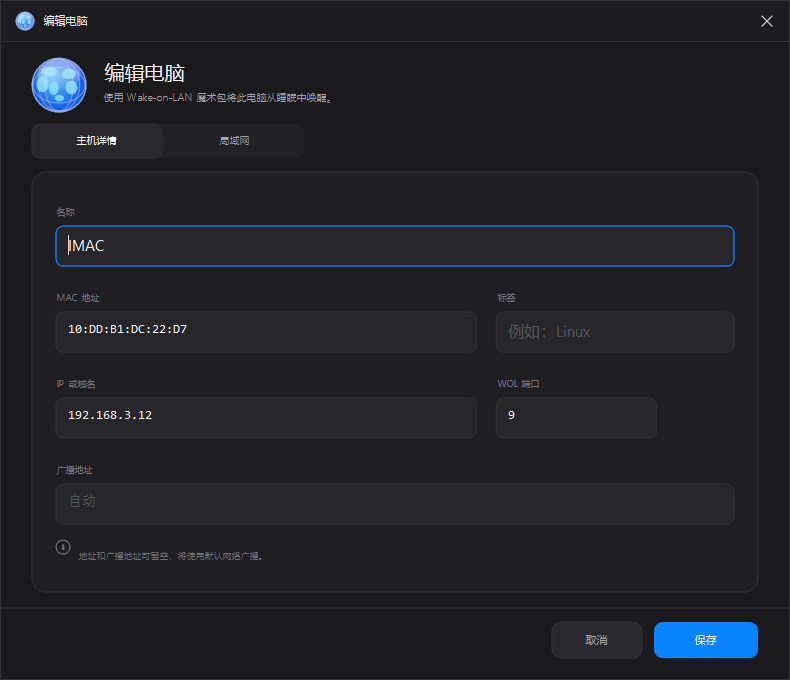 编辑电脑
编辑电脑
使用 Wake-on-LAN 魔术包将此电脑从睡眠中唤醒。
主机详情
局域网
名称
IMAC
MAC 地址
标签
10:DD:B1:DC:22:D7
例如：Linux
IP 或域名
WOL 端口
192.168.3.12
9
广播地址
自动
地址和广播地址可留空，将使用默认网络广播。
取消
保存